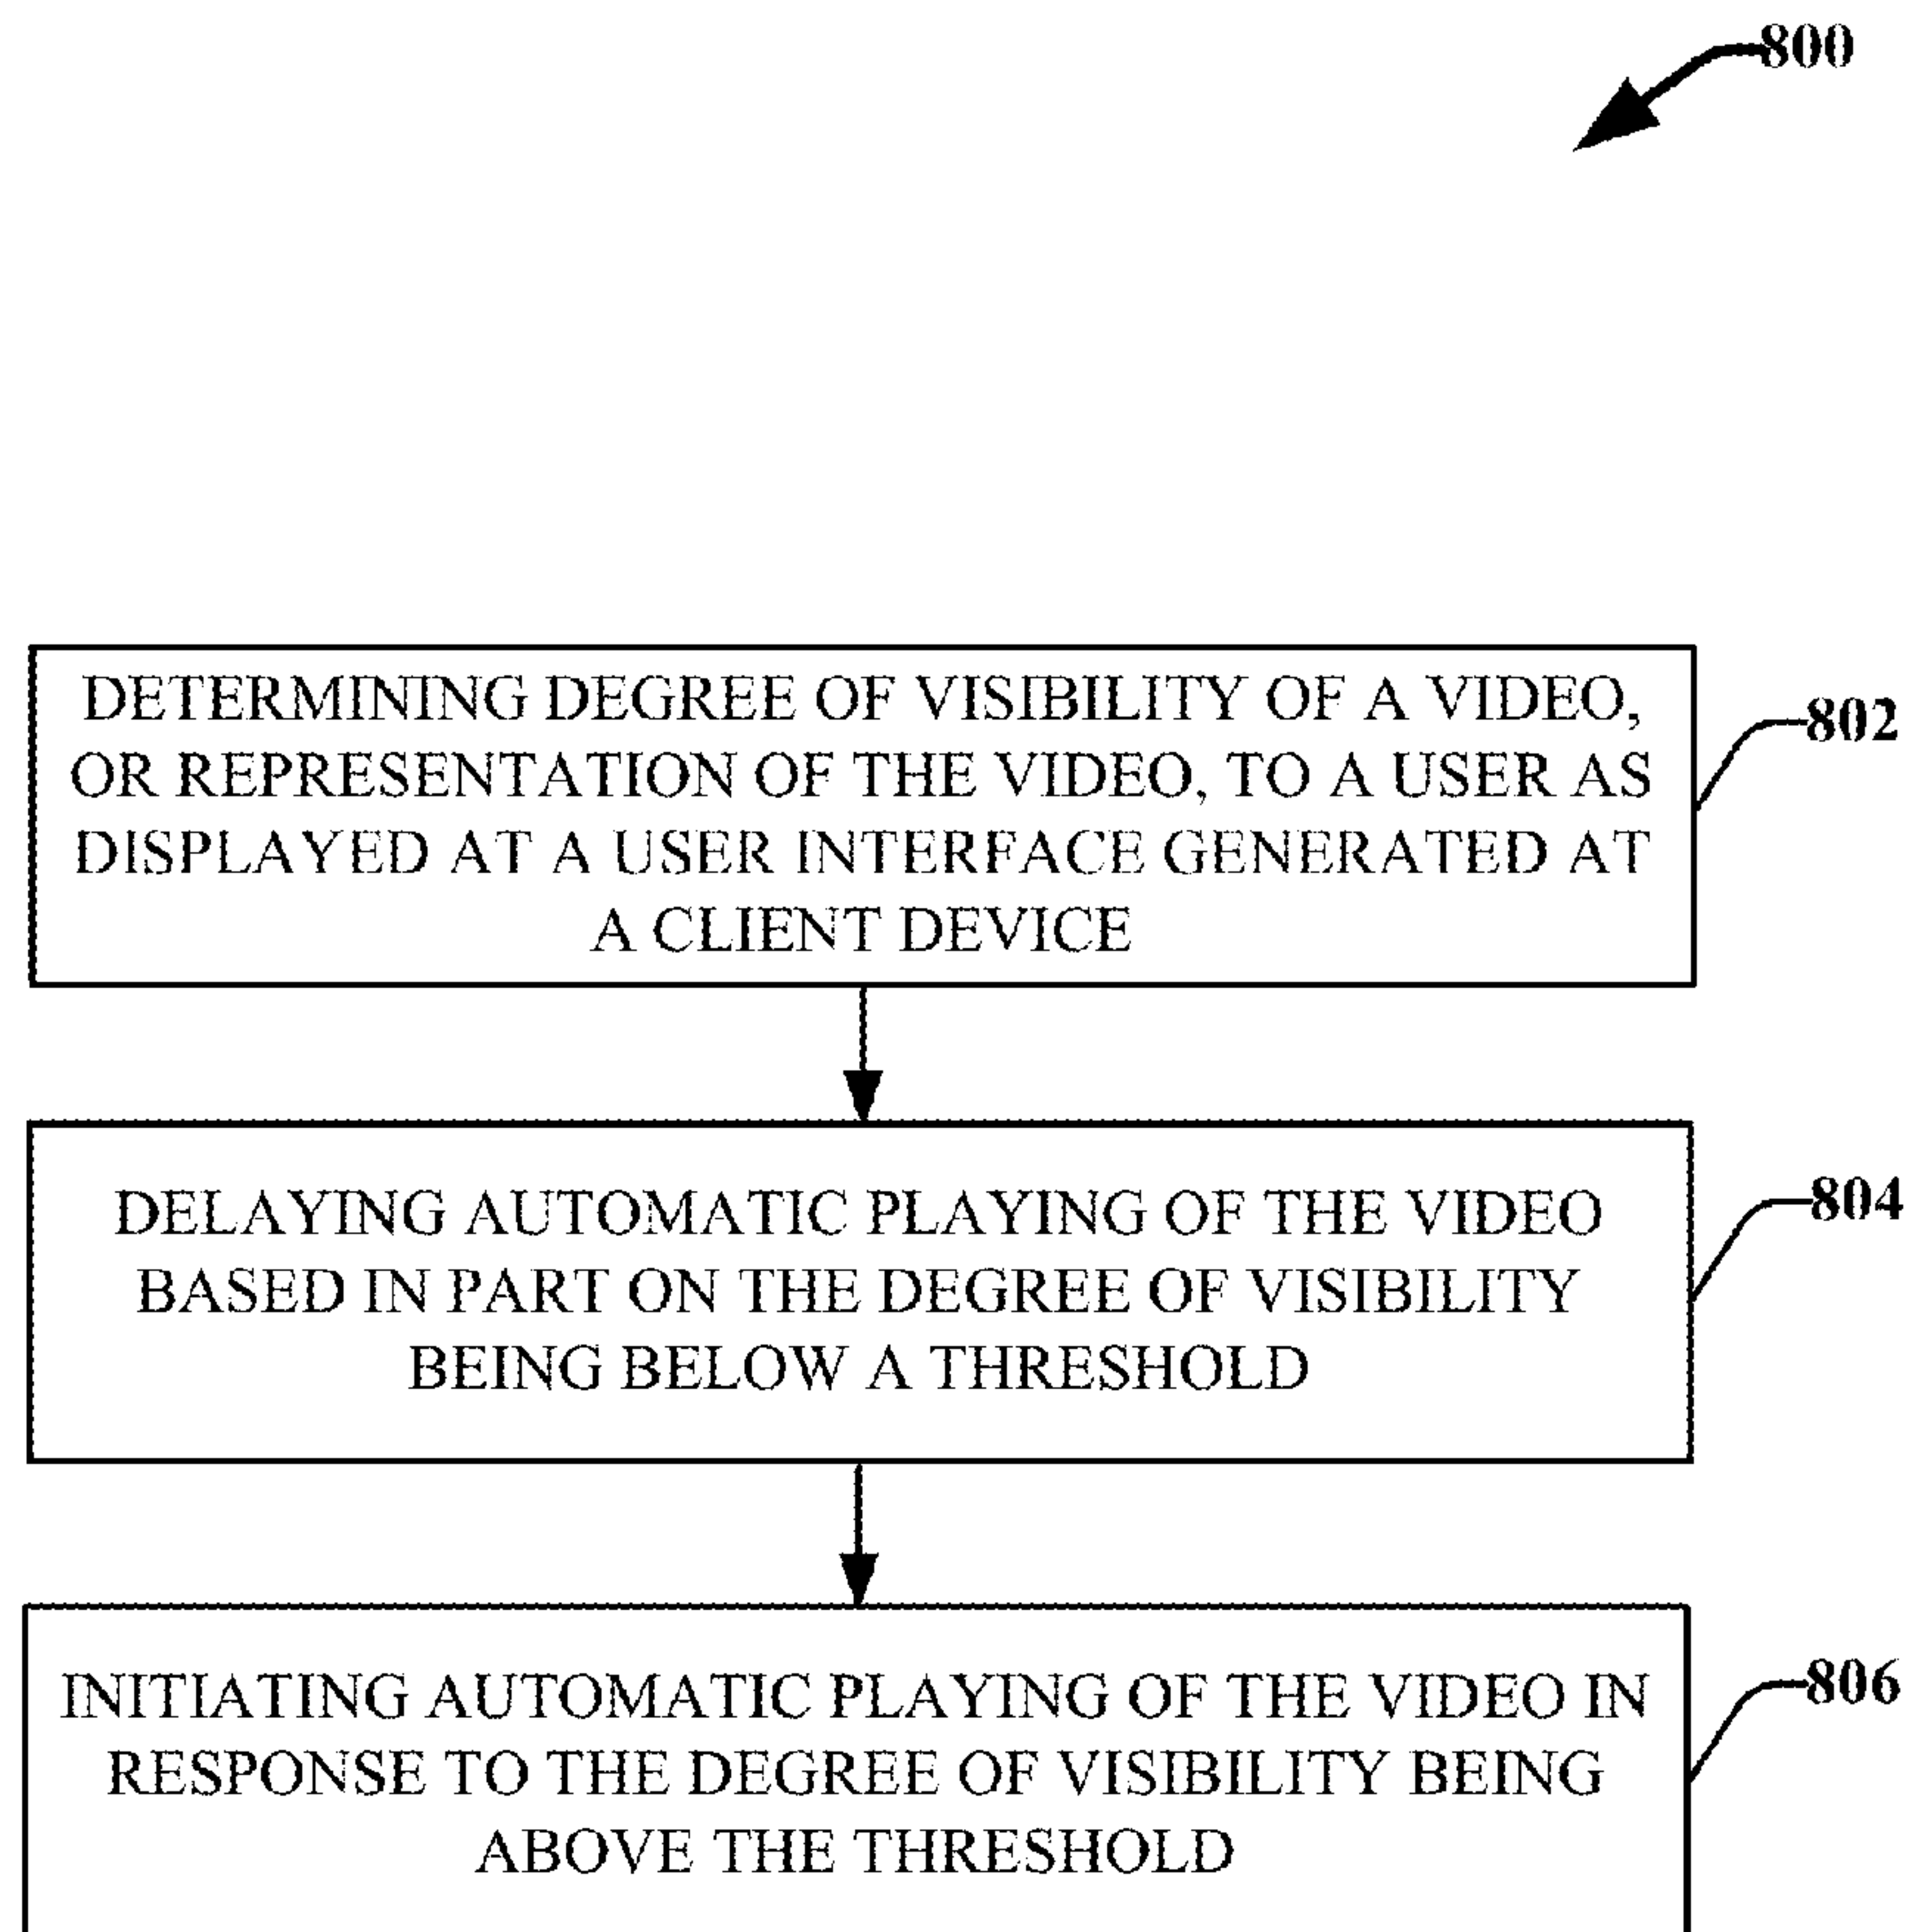 800
DETERMINING DEGREE OF VISIBILITY OF A VIDEO,
OR REPRESENTATION OF THE VIDEO, TO A USER AS
DISPLAYED AT A USER INTERFACE GENERATED AT
A CLIENT DEVICE
802
DELAYING AUTOMATIC PLAYING OF THE VIDEO
BASED IN PART ON THE DEGREE OF VISIBILITY
BEING BELOW A THRESHOLD
804
INITIATING AUTOMATIC PLAYING OF THE VIDEO IN
RESPONSE TO THE DEGREE OF VISIBILITY BEING
ABOVE THE THRESHOLD
806